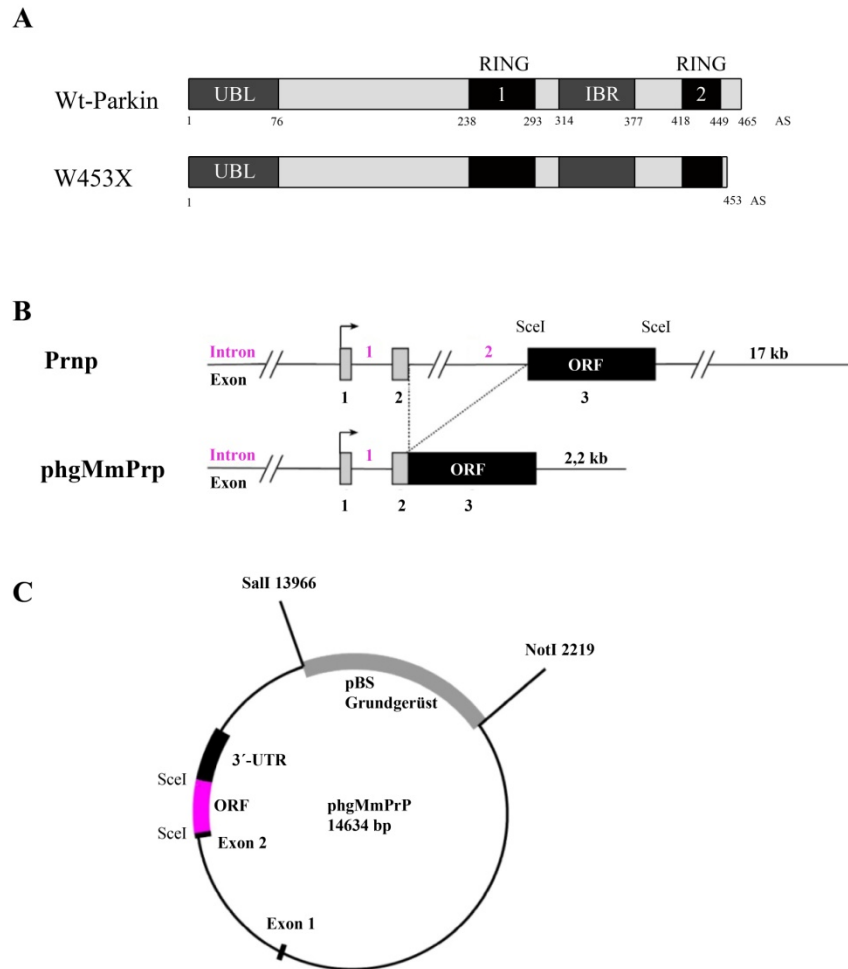 A
RING RING
Wt-Parkin UBL 1 IBR 2
1 76 238 293 314 377 418 449 465 AS
W453X UBL
1 453 AS
B
SceI SceI
Prnp Intron 1 2 ORF 17 kb
Exon
1 2 3
phgMmPrp Intron 1 ORF 2,2 kb
Exon
1 2 3
C
SalI 13966
NotI 2219
pBS
Grundgerüst
3´-UTR
SceI
ORF
phgMmPrP
14634 bp
SceI
Exon 2
Exon 1